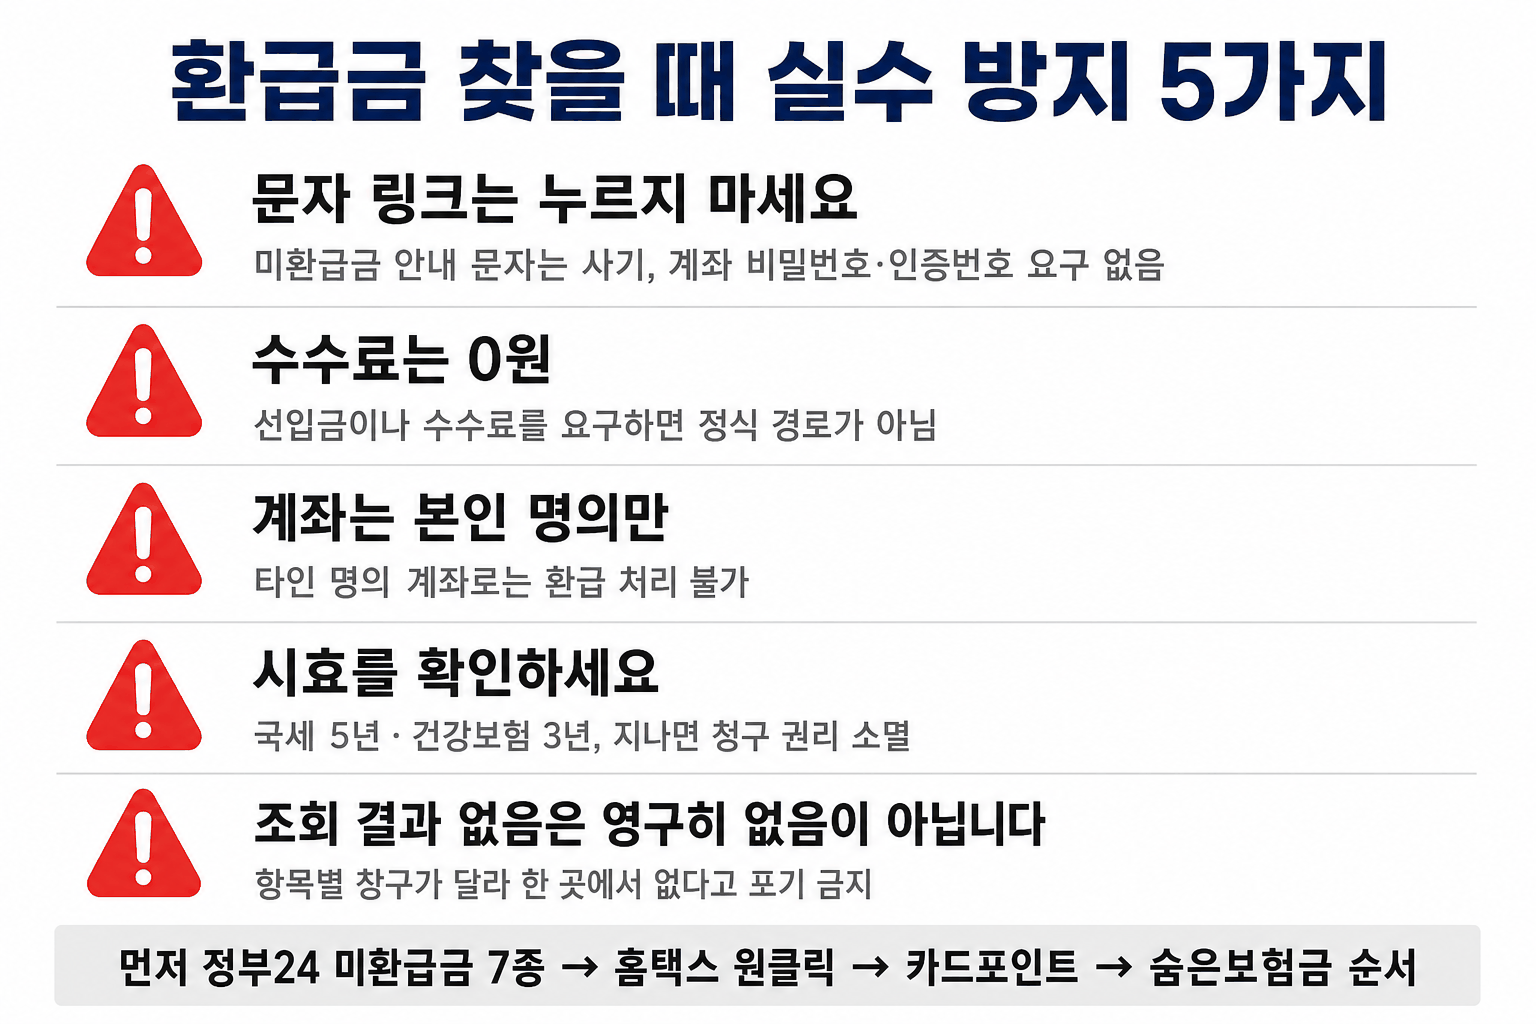 환급금 찾을 때 실수 방지 5가지
문자 링크는 누르지 마세요
미환급금 안내 문자는 사기, 계좌 비밀번호·인증번호 요구 없음
수수료는 0원
선입금이나 수수료를 요구하면 정식 경로가 아님
계좌는 본인 명의만
타인 명의 계좌로는 환급 처리 불가
시효를 확인하세요
국세 5년 · 건강보험 3년, 지나면 청구 권리 소멸
조회 결과 없음은 영구히 없음이 아닙니다
항목별 창구가 달라 한 곳에서 없다고 포기 금지
먼저 정부24 미환급금 7종 → 홈택스 원클릭 → 카드포인트 → 숨은보험금 순서